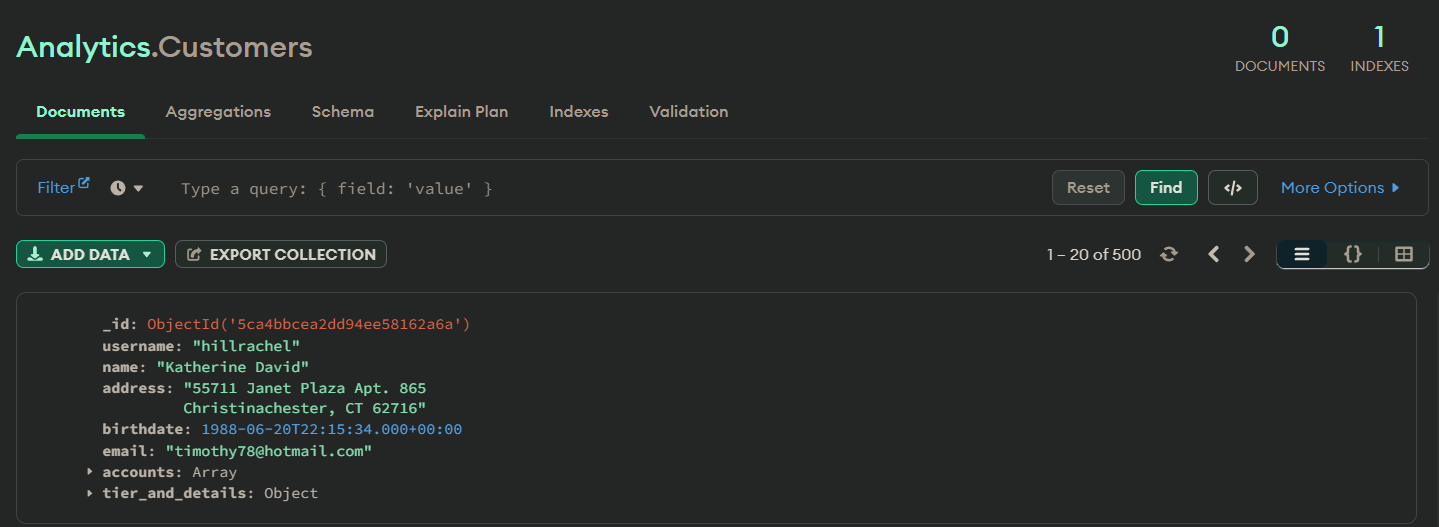 Analytics.Customers
0
DOCUMENTS
1
INDEXES
Documents
Aggregations
Schema
Explain Plan
Indexes
Validation
Filter
Type a query: { field: 'value' }
Reset
Find
</>
More Options
ADD DATA
EXPORT COLLECTION
1 – 20 of 500
{}
_id: ObjectId('5ca4bbcea2dd94ee58162a6a')
username: "hillrachel"
name: "Katherine David"
address: "55711 Janet Plaza Apt. 865
Christinachester, CT 62716"
birthdate: 1988-06-20T22:15:34.000+00:00
email: "timothy78@hotmail.com"
accounts: Array
tier_and_details: Object